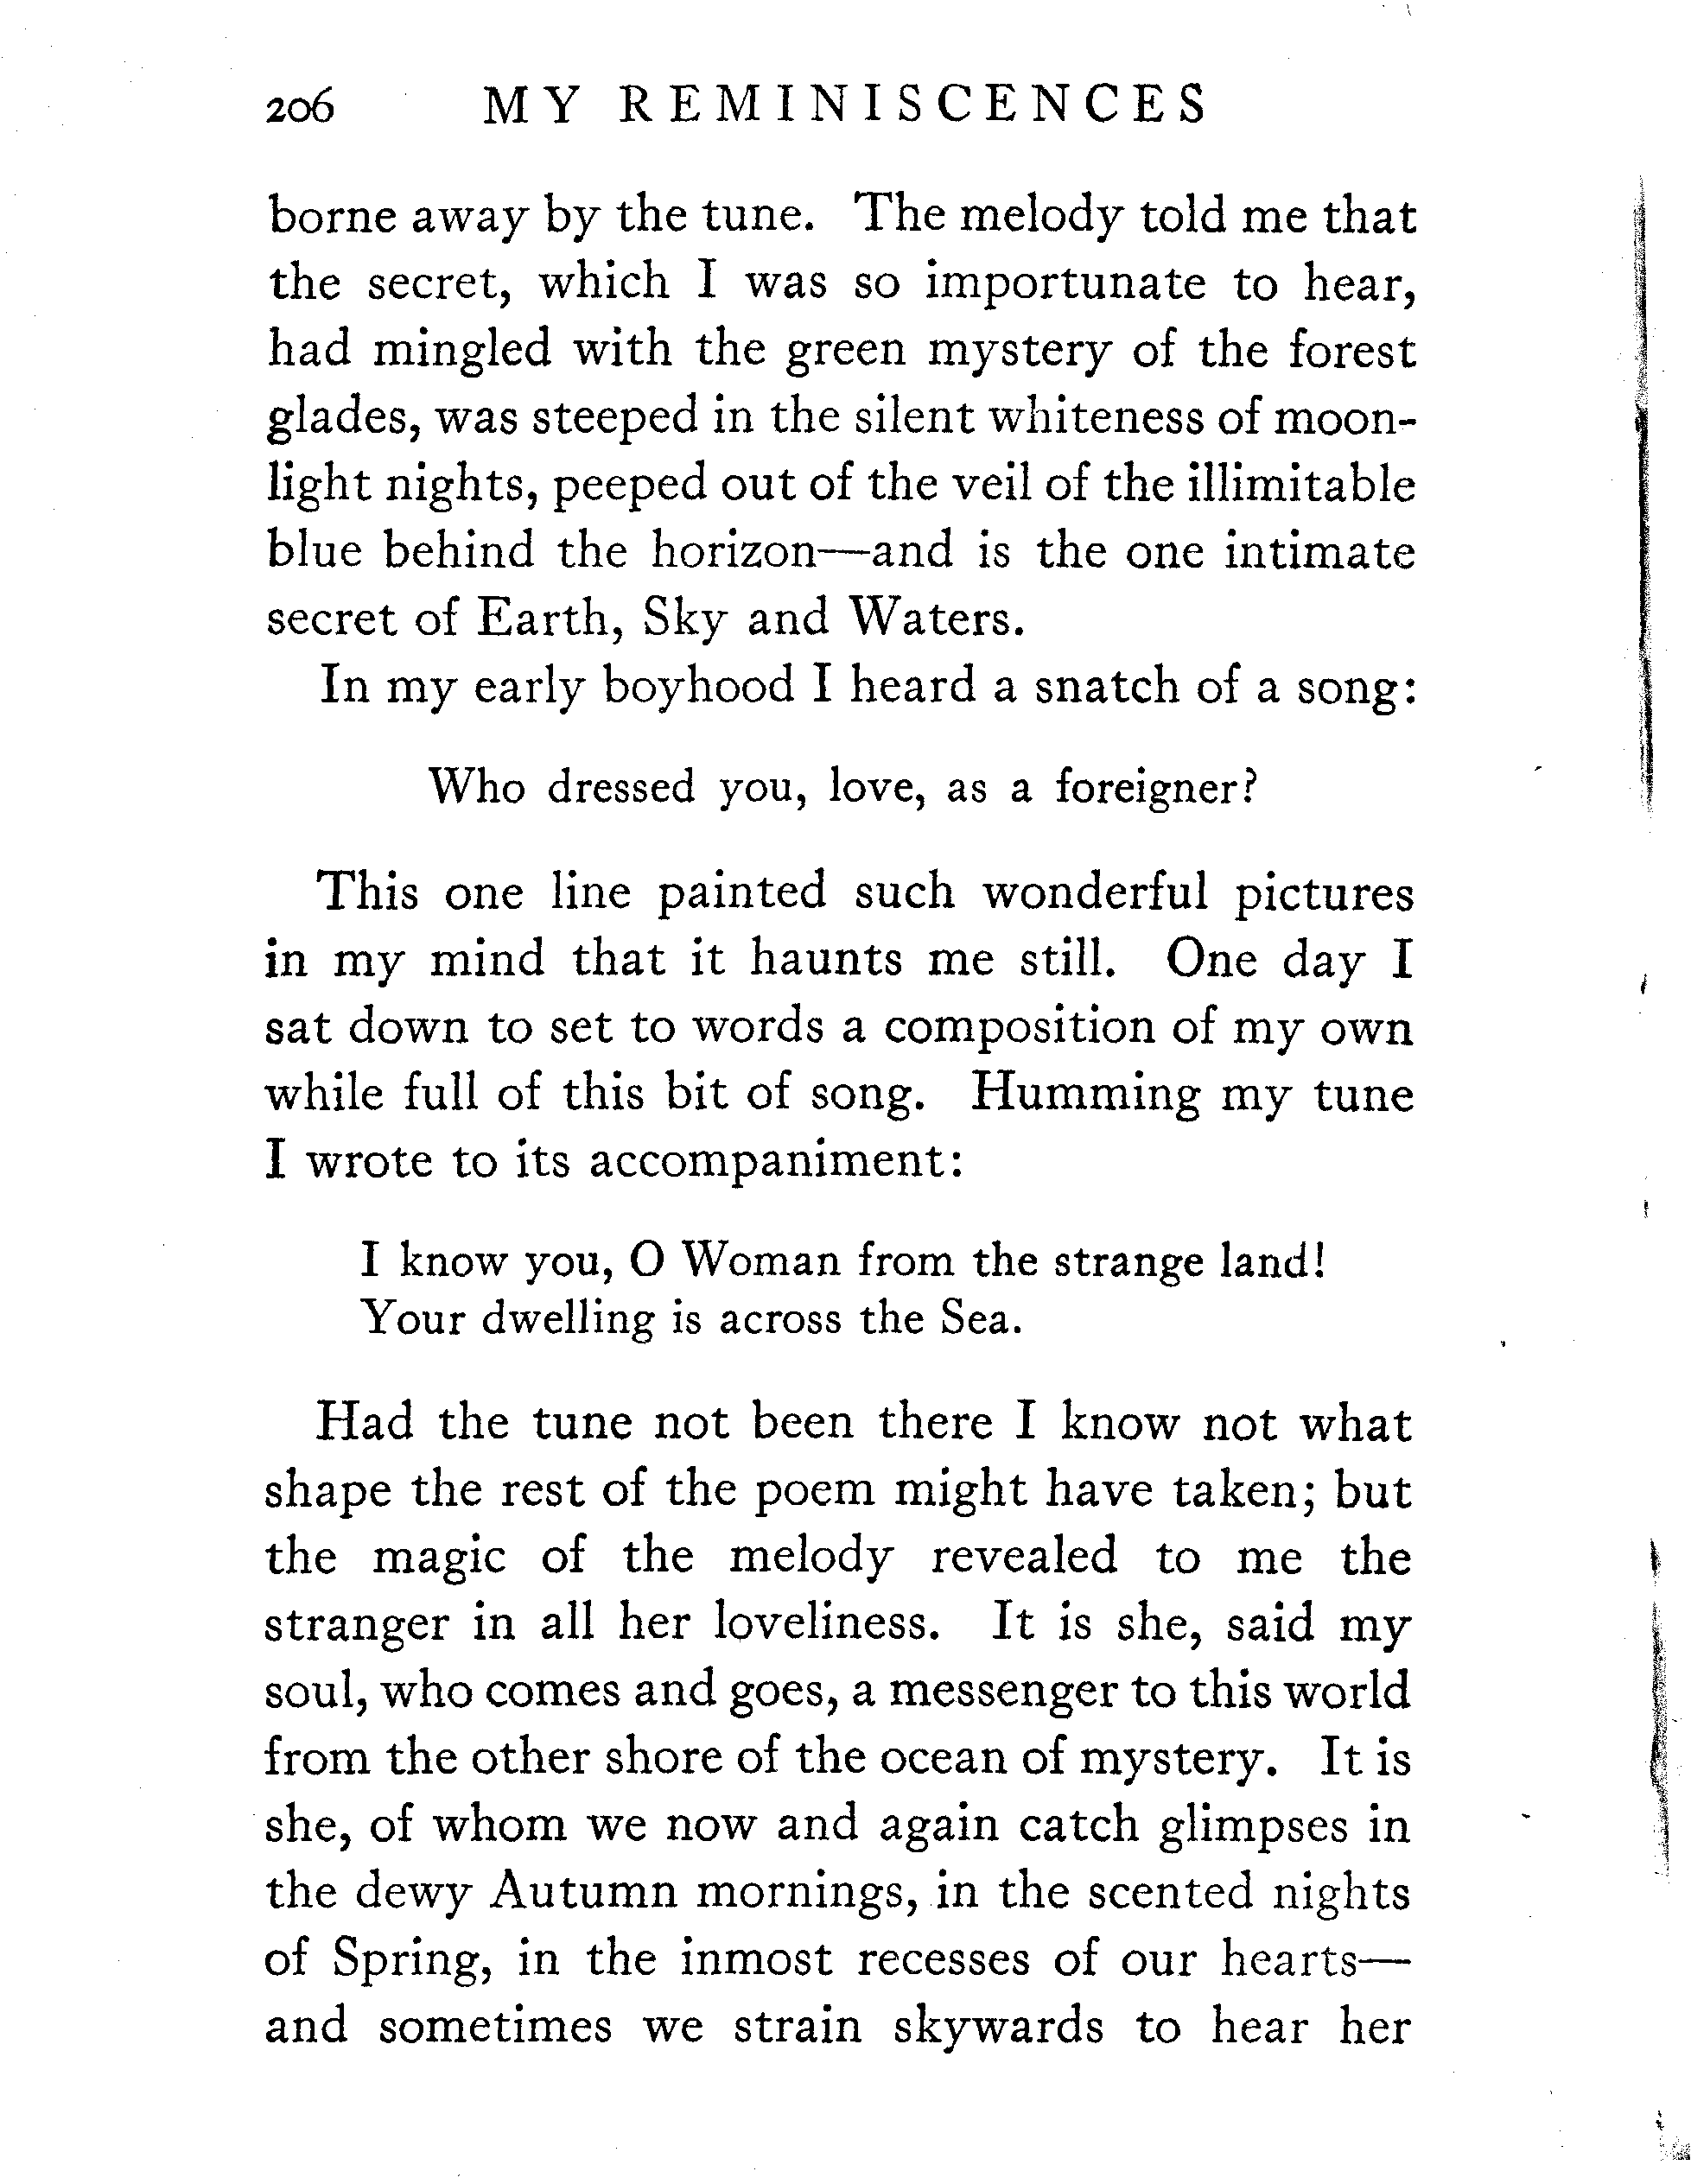 206 MY REMINISCENCES
borne away by the tune. The melody told me that
the secret, which I was so importunate to hear,
had mingled with the green mystery of the forest
glades, was steeped in the silent whiteness of moon-
light nights, peeped out of the veil of the illimitable
blue behind the horizon—and is the one intimate
secret of Earth, Sky and Waters.
In my early boyhood I heard a snatch of a song:
Who dressed you, love, as a foreigner?
This one line painted such wonderful pictures
in my mind that it haunts me still. One day I
sat down to set to words a composition of my own
while full of this bit of song. Humming my tune
I wrote to its accompaniment:
I know you, O Woman from the strange land!
Your dwelling is across the Sea.
Had the tune not been there I know not what
shape the rest of the poem might have taken; but
the magic of the melody revealed to me the
stranger in all her loveliness. It is she, said my
soul, who comes and goes, a messenger to this world
from the other shore of the ocean of mystery. It is
she, of whom we now and again catch glimpses in
the dewy Autumn mornings, in the scented nights
of Spring, in the inmost recesses of our hearts—
and sometimes we strain skywards to hear her